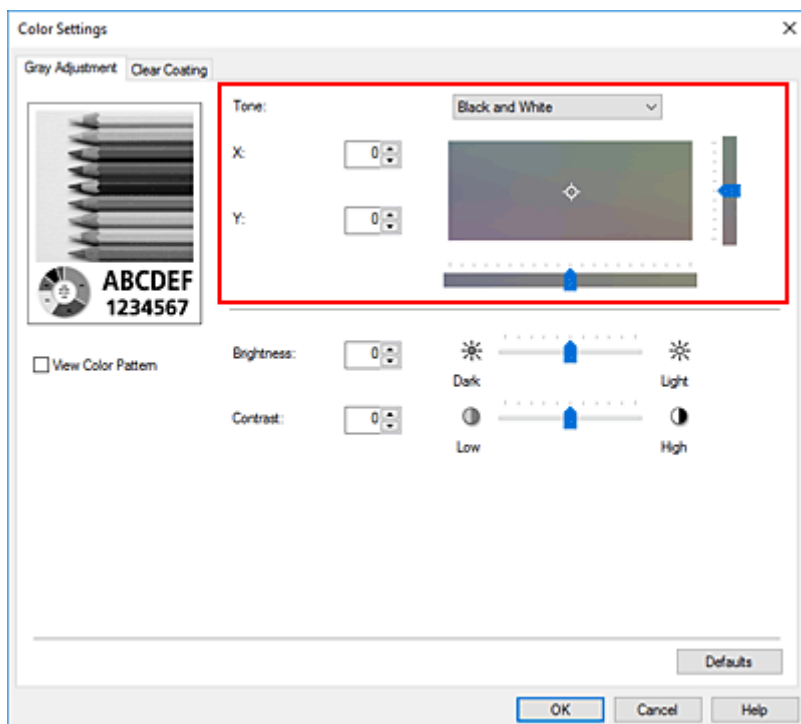 Color Settings
Gray Adjustment Clear Coating
Tone: Black and White
X: 0
Y: 0
ABCDEF
1234567
View Color Pattern
Brightness: 0
Dark Light
Contrast: 0
Low High
Defaults
OK Cancel Help